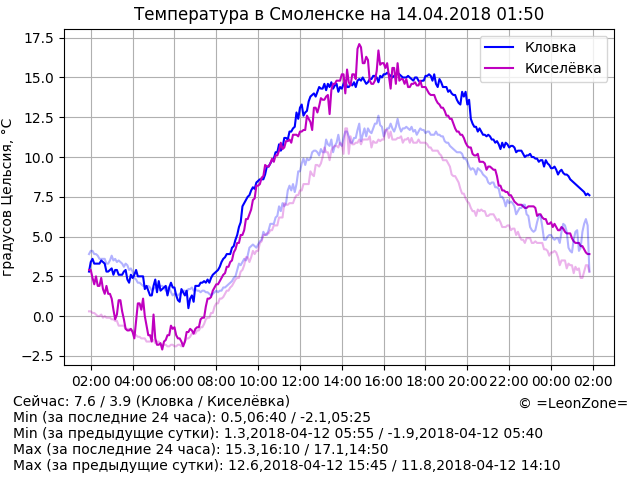 Температура в Смоленске на 14.04.2018 01:50
17.5
15.0
12.5
10.0
7.5
5.0
2.5
0.0
−2.5
градусов Цельсия, °C
Кловка
Киселёвка
02:00 04:00 06:00 08:00 10:00 12:00 14:00 16:00 18:00 20:00 22:00 00:00 02:00
Сейчас: 7.6 / 3.9 (Кловка / Киселёвка)
© =LeonZone=
Min (за последние 24 часа): 0.5,06:40 / -2.1,05:25
Min (за предыдущие сутки): 1.3,2018-04-12 05:55 / -1.9,2018-04-12 05:40
Max (за последние 24 часа): 15.3,16:10 / 17.1,14:50
Max (за предыдущие сутки): 12.6,2018-04-12 15:45 / 11.8,2018-04-12 14:10